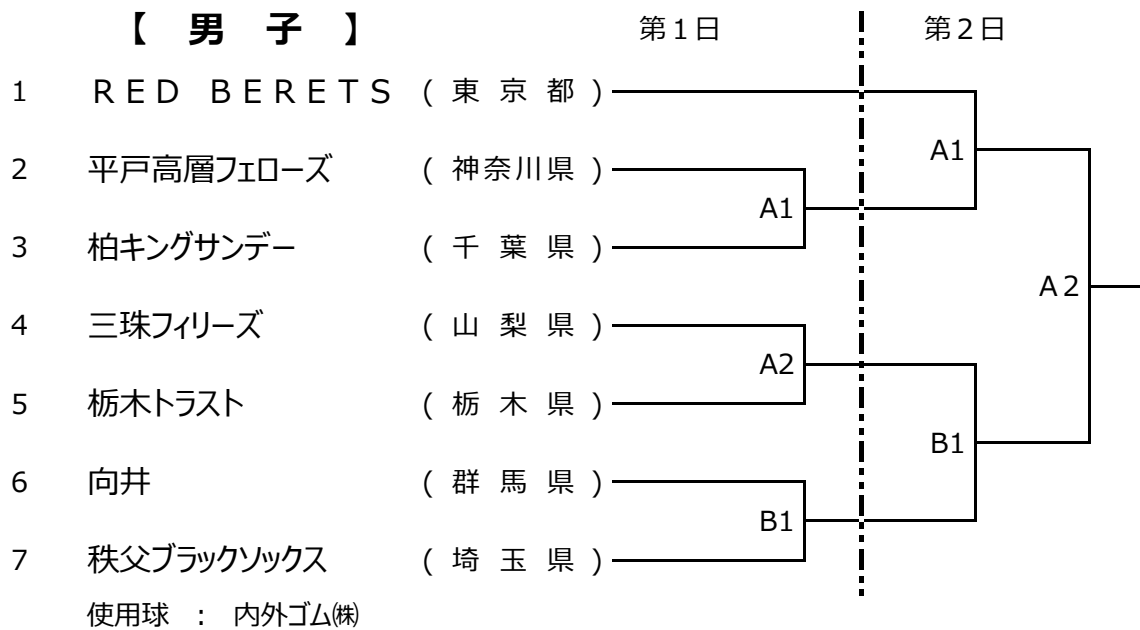 【 男 子 】 第1日 第2日
1 RED BERETS (東京都)
A1
2 平戸高層フェローズ (神奈川県)
A1
3 柏キングサンデー (千葉県)
A2
4 三珠フィリーズ (山梨県)
A2
5 栃木トラスト (栃木県)
B1
6 向井 (群馬県)
B1
7 秩父ブラックソックス (埼玉県)
使用球 : 内外ゴム㈱